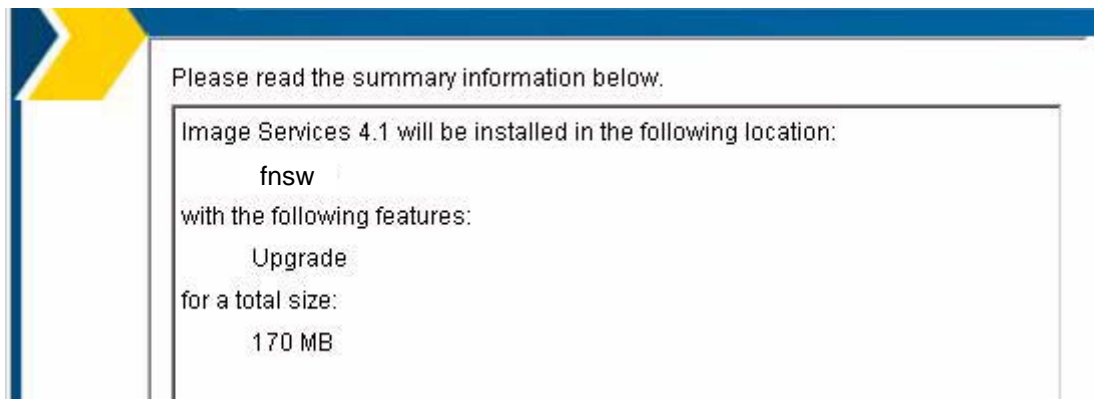 Please read the summary information below.
Image Services 4.1 will be installed in the following location:
fnsw
with the following features:
Upgrade
for a total size:
170 MB